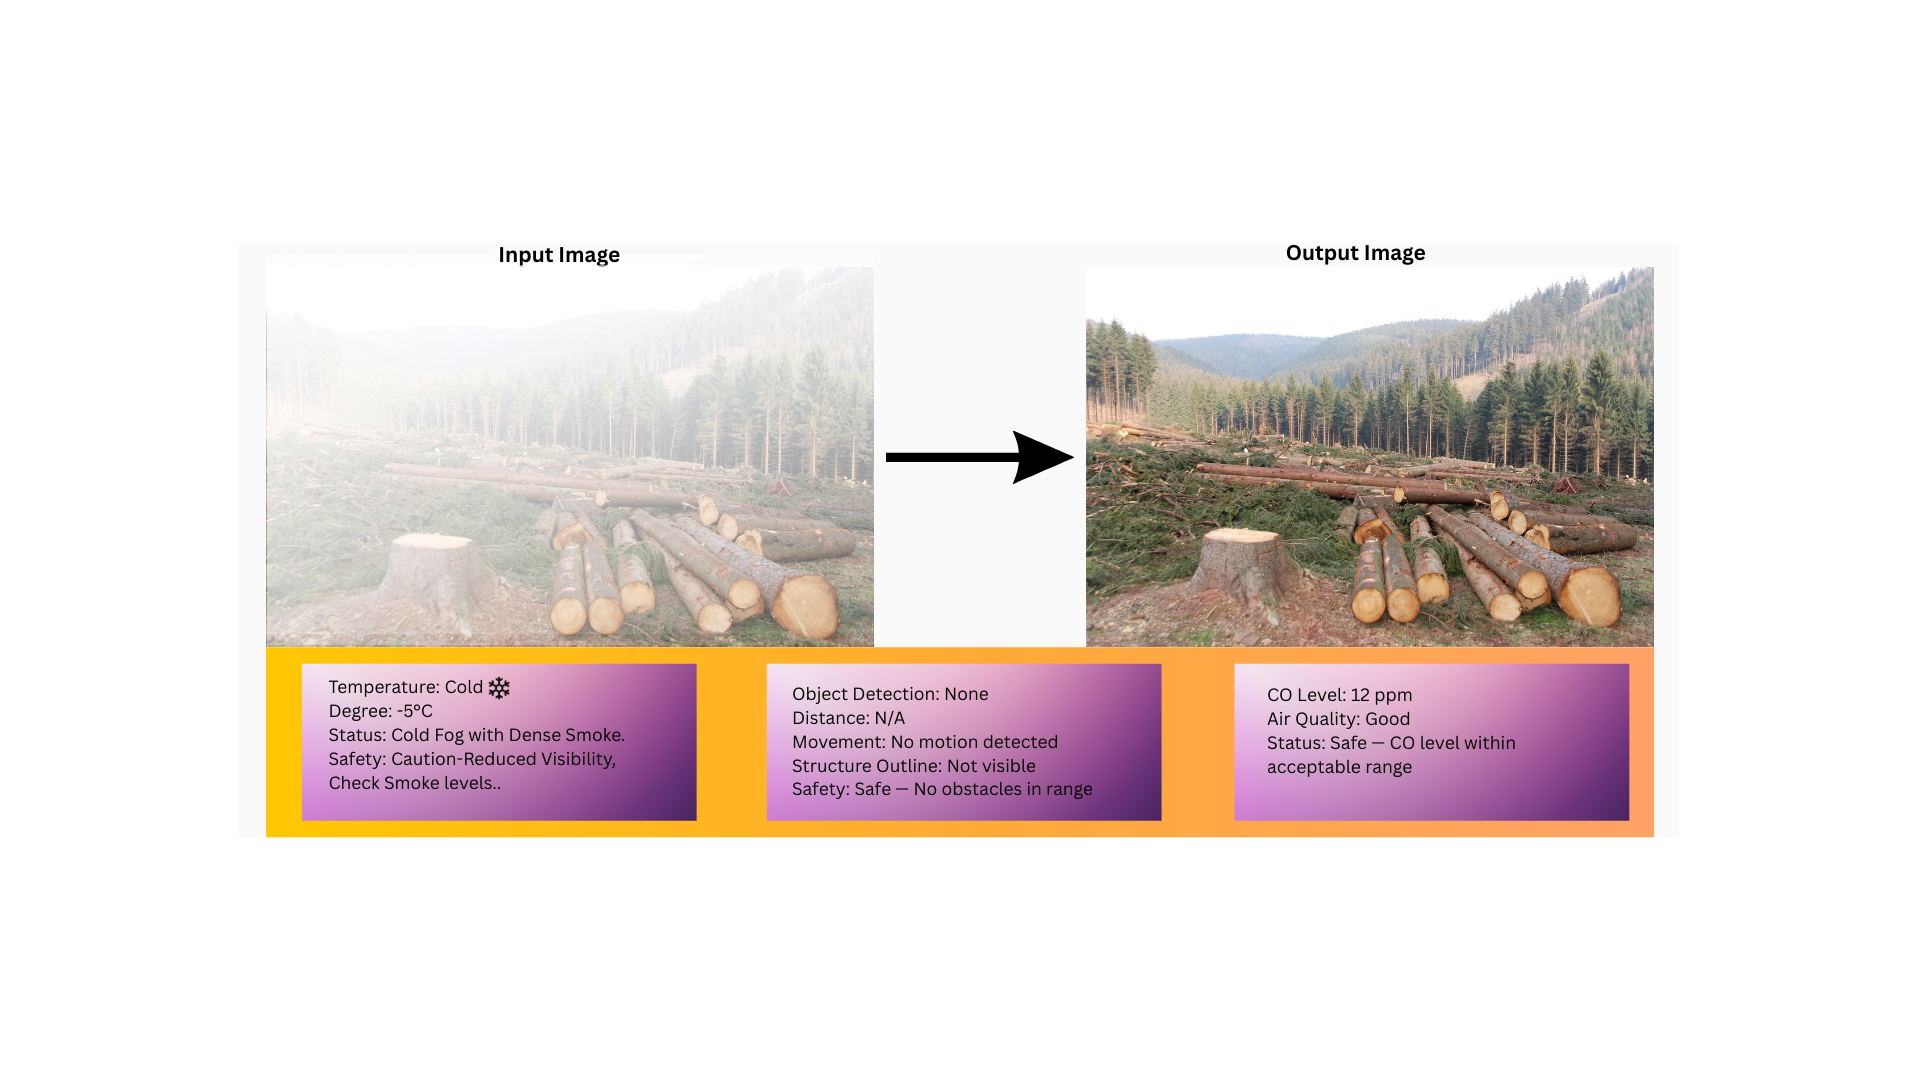 Input Image
Output Image
Temperature: Cold ❄
Degree: -5°C
Status: Cold Fog with Dense Smoke.
Safety: Caution-Reduced Visibility,
Check Smoke levels..
Object Detection: None
Distance: N/A
Movement: No motion detected
Structure Outline: Not visible
Safety: Safe — No obstacles in range
CO Level: 12 ppm
Air Quality: Good
Status: Safe — CO level within
acceptable range